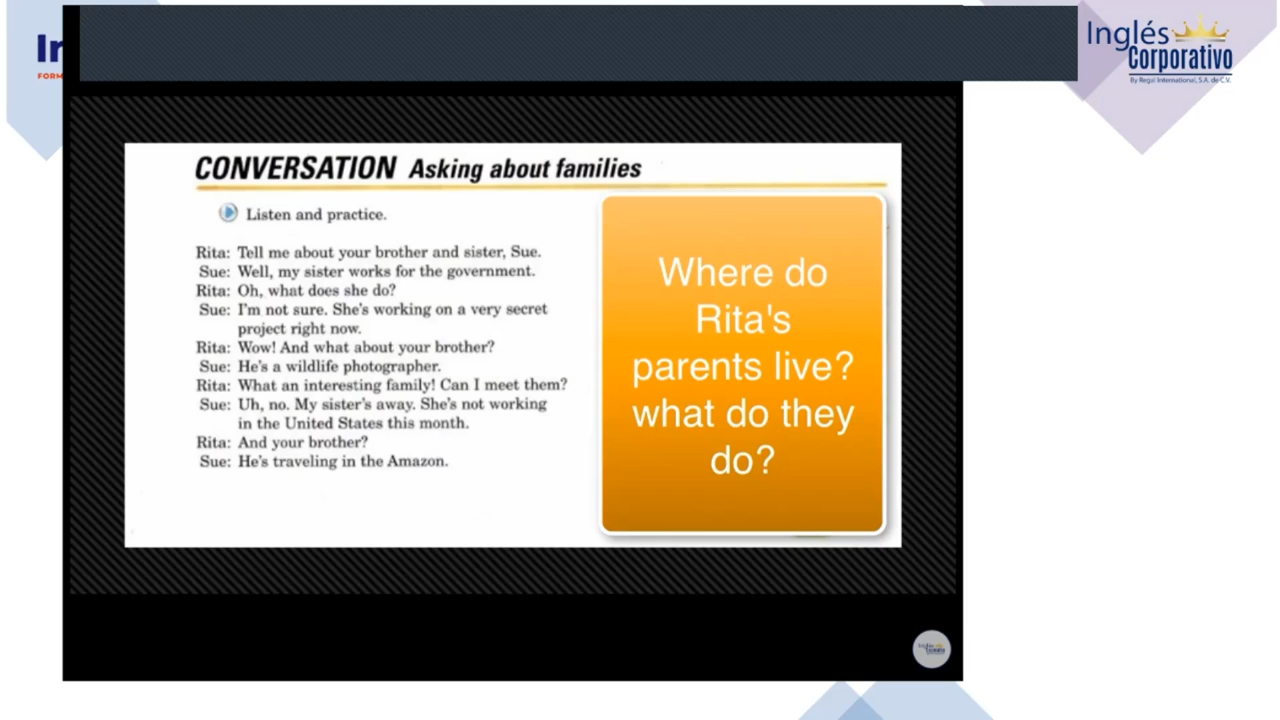 In
FORM
Inglés
Corporativo
By Regal International, S.A. de C.V.
CONVERSATION Asking about families
Listen and practice.
Rita: Tell me about your brother and sister, Sue.
Sue: Well, my sister works for the government.
Rita: Oh, what does she do?
Sue: I'm not sure. She's working on a very secret
project right now.
Rita: Wow! And what about your brother?
Sue: He's a wildlife photographer.
Rita: What an interesting family! Can I meet them?
Sue: Uh, no. My sister's away. She's not working
in the United States this month.
Rita: And your brother?
Sue: He's traveling in the Amazon.
Where do
Rita's
parents live?
what do they
do?